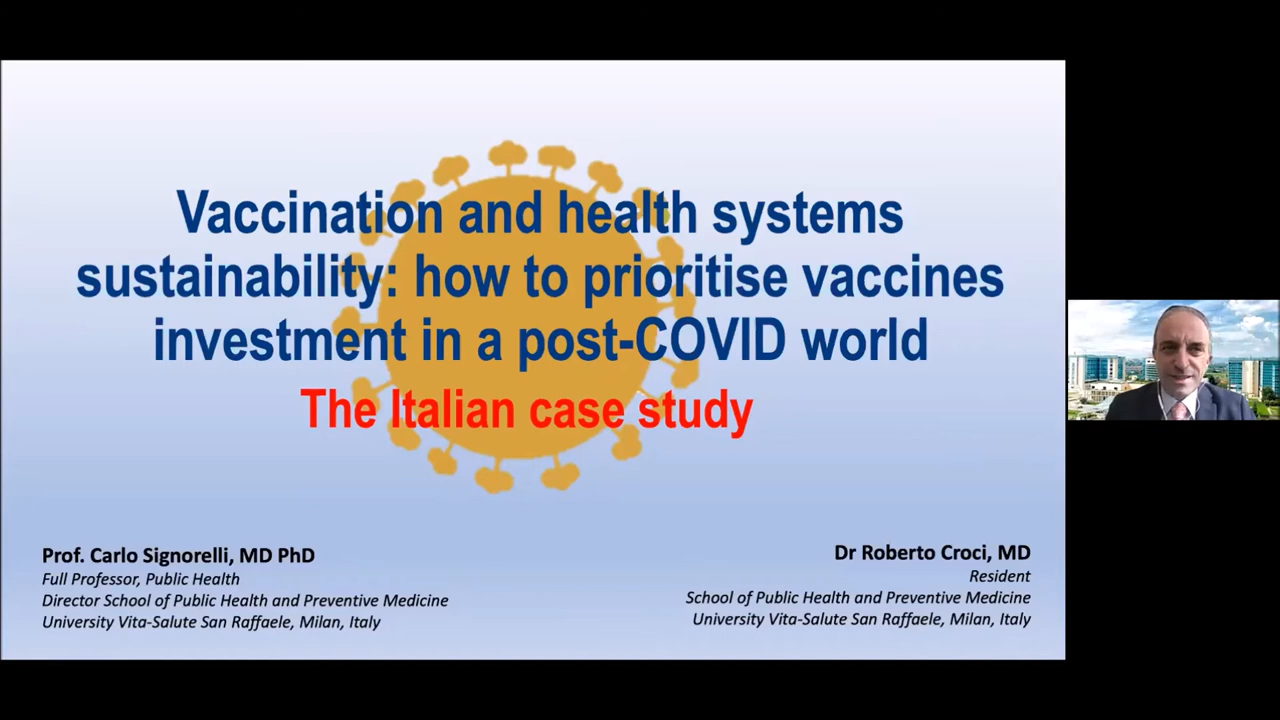 Vaccination and health systems
sustainability: how to prioritise vaccines
investment in a post-COVID world
The Italian case study
Prof. Carlo Signorelli, MD PhD
Full Professor, Public Health
Director School of Public Health and Preventive Medicine
University Vita-Salute San Raffaele, Milan, Italy
Dr Roberto Croci, MD
Resident
School of Public Health and Preventive Medicine
University Vita-Salute San Raffaele, Milan, Italy